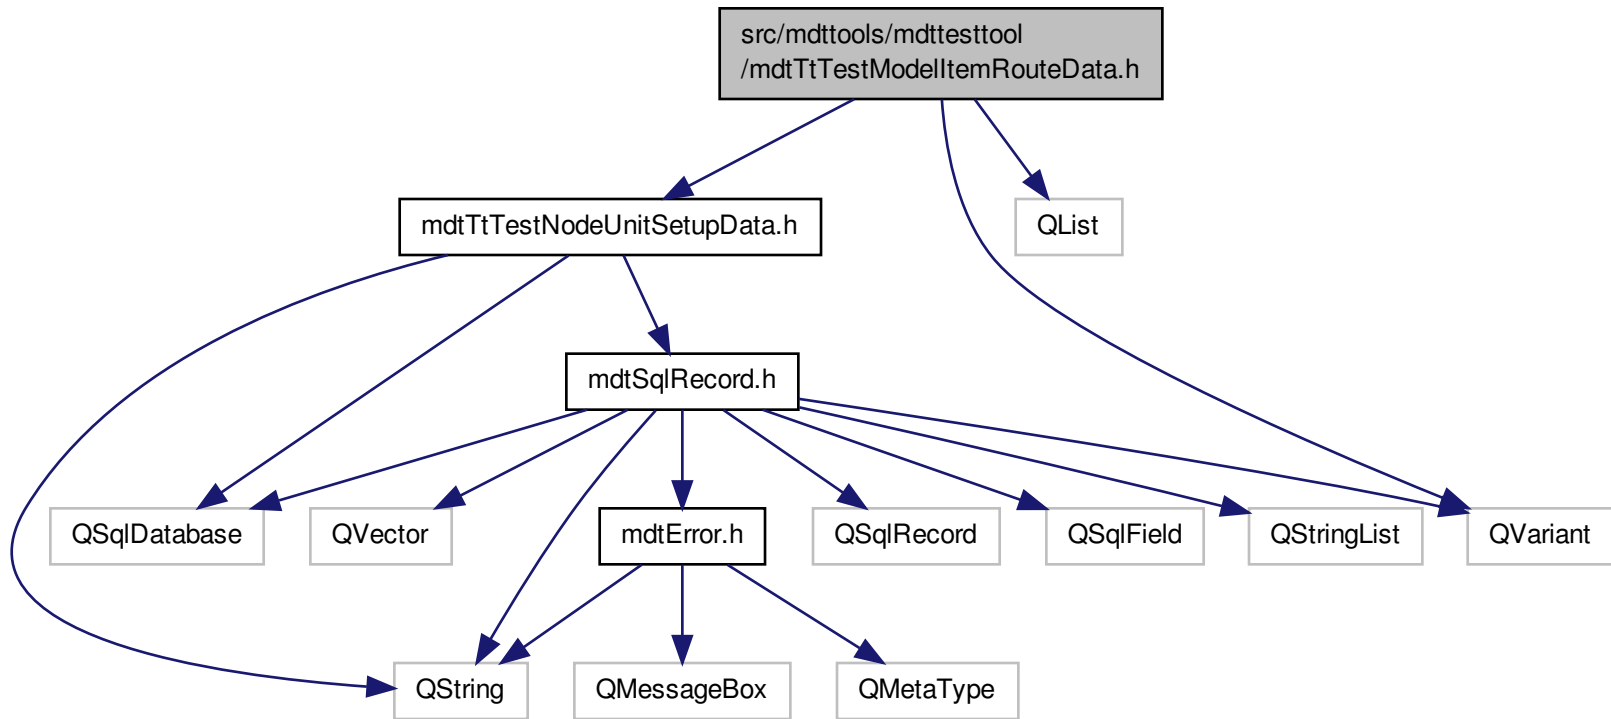 src/mdttools/mdttesttool
/mdtTtTestModelItemRouteData.h
mdtTtTestNodeUnitSetupData.h
QList
mdtSqlRecord.h
QSqlDatabase
QVector
mdtError.h
QSqlRecord
QSqlField
QStringList
QVariant
QString
QMessageBox
QMetaType